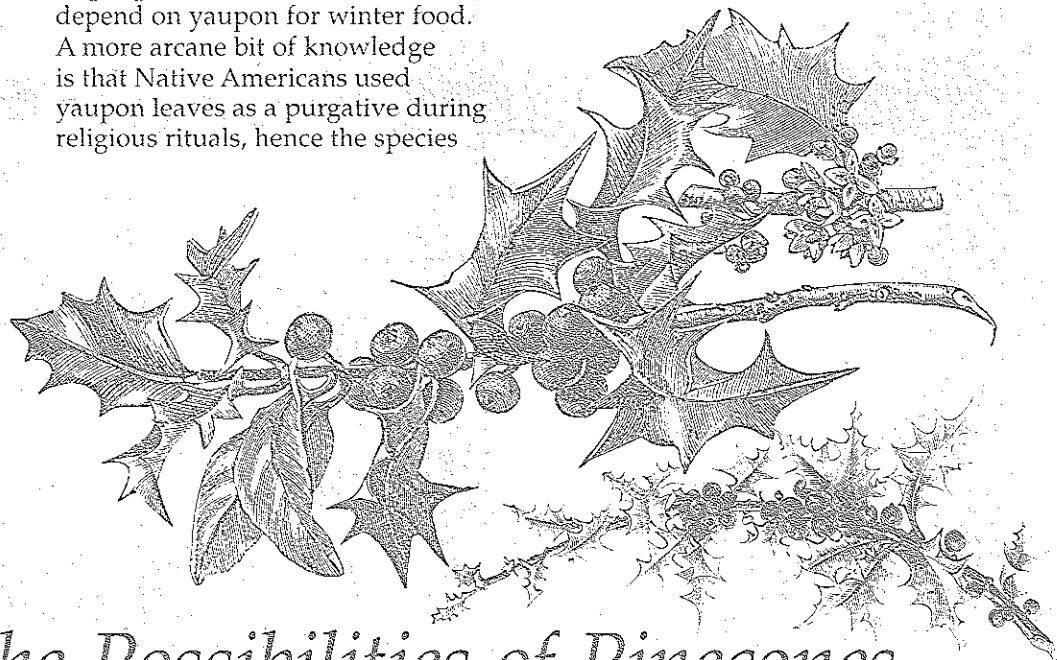 depend on yaupon for winter food.
A more arcane bit of knowledge
is that Native Americans used
yaupon leaves as a purgative during
religious rituals, hence the species
he Possibilities of Pinecones